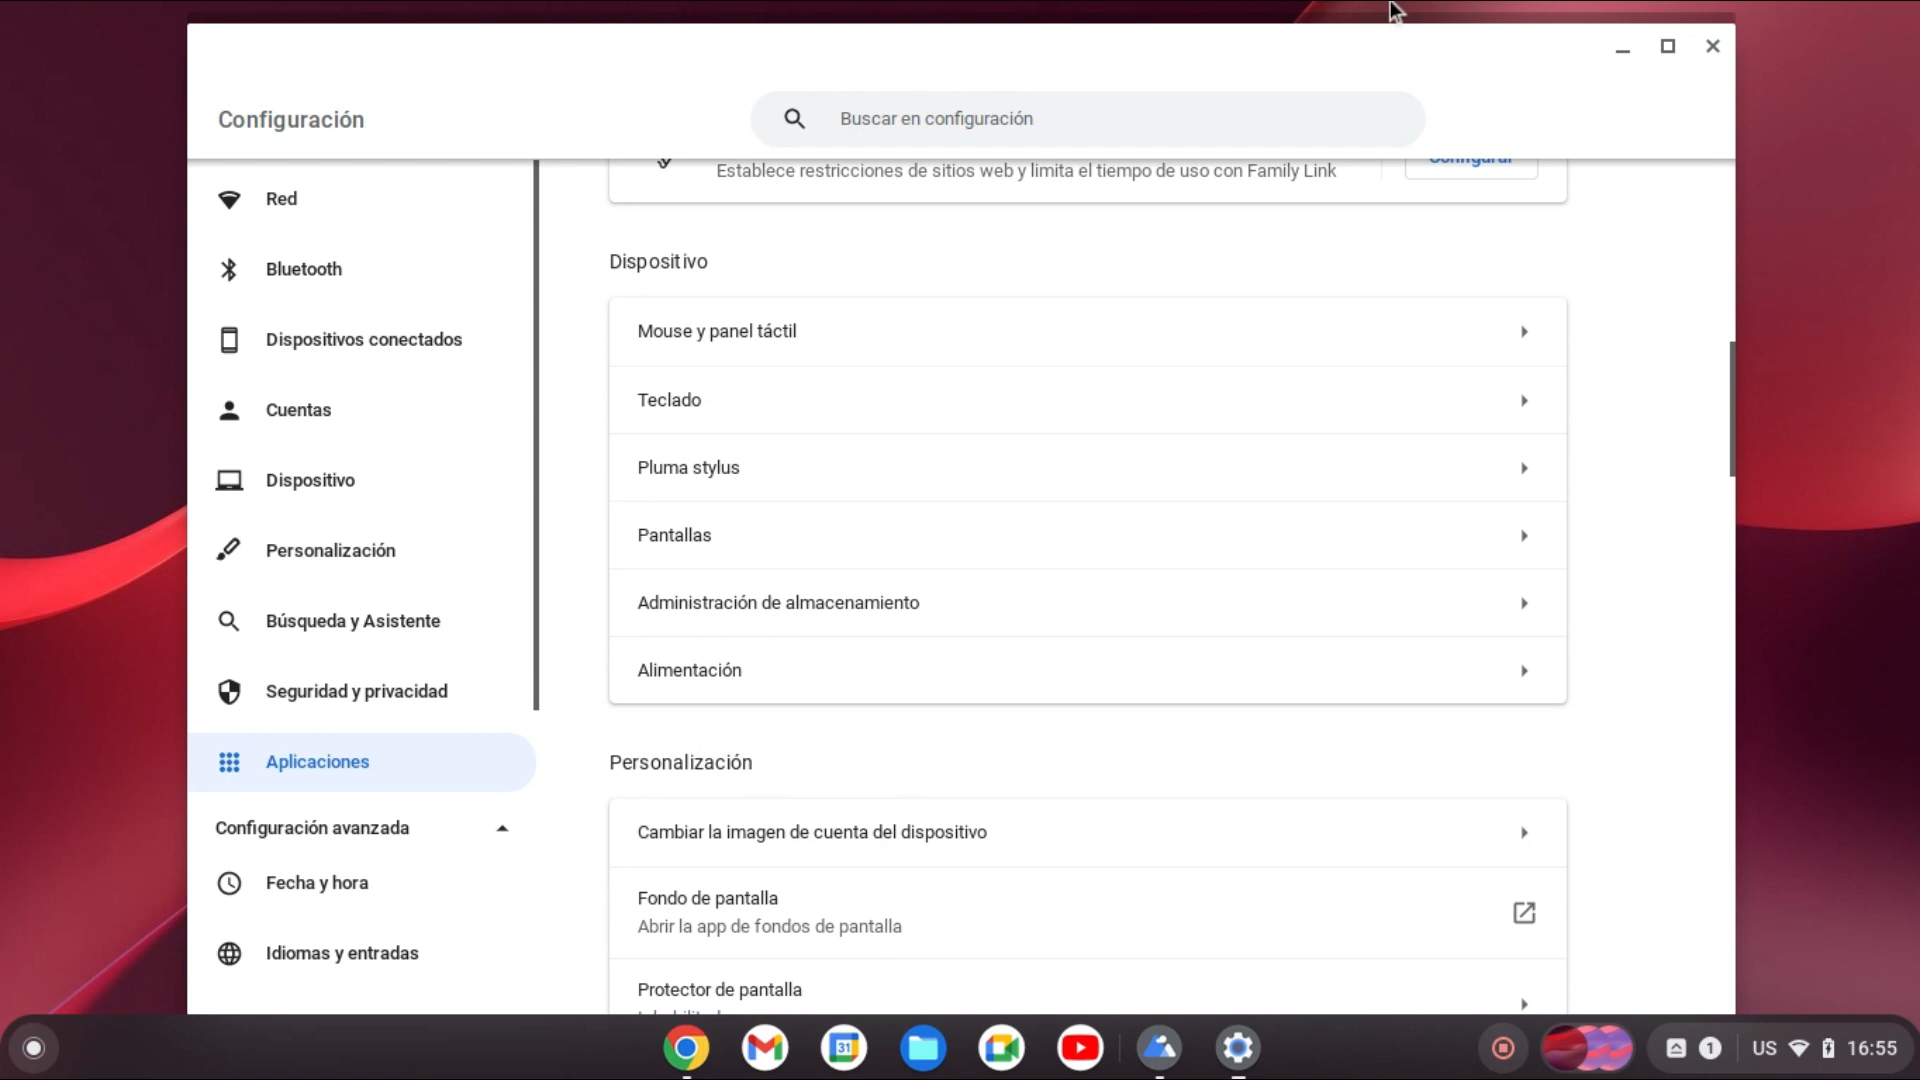 Configuración
Buscar en configuración
Red
Bluetooth
Dispositivos conectados
Cuentas
Dispositivo
Personalización
Búsqueda y Asistente
Seguridad y privacidad
Aplicaciones
Configuración avanzada
Fecha y hora
Idiomas y entradas
Establece restricciones de sitios web y limita el tiempo de uso con Family Link
Configurar
Dispositivo
Mouse y panel táctil
Teclado
Pluma stylus
Pantallas
Administración de almacenamiento
Alimentación
Personalización
Cambiar la imagen de cuenta del dispositivo
Fondo de pantalla
Abrir la app de fondos de pantalla
Protector de pantalla
31
1 US 16:55